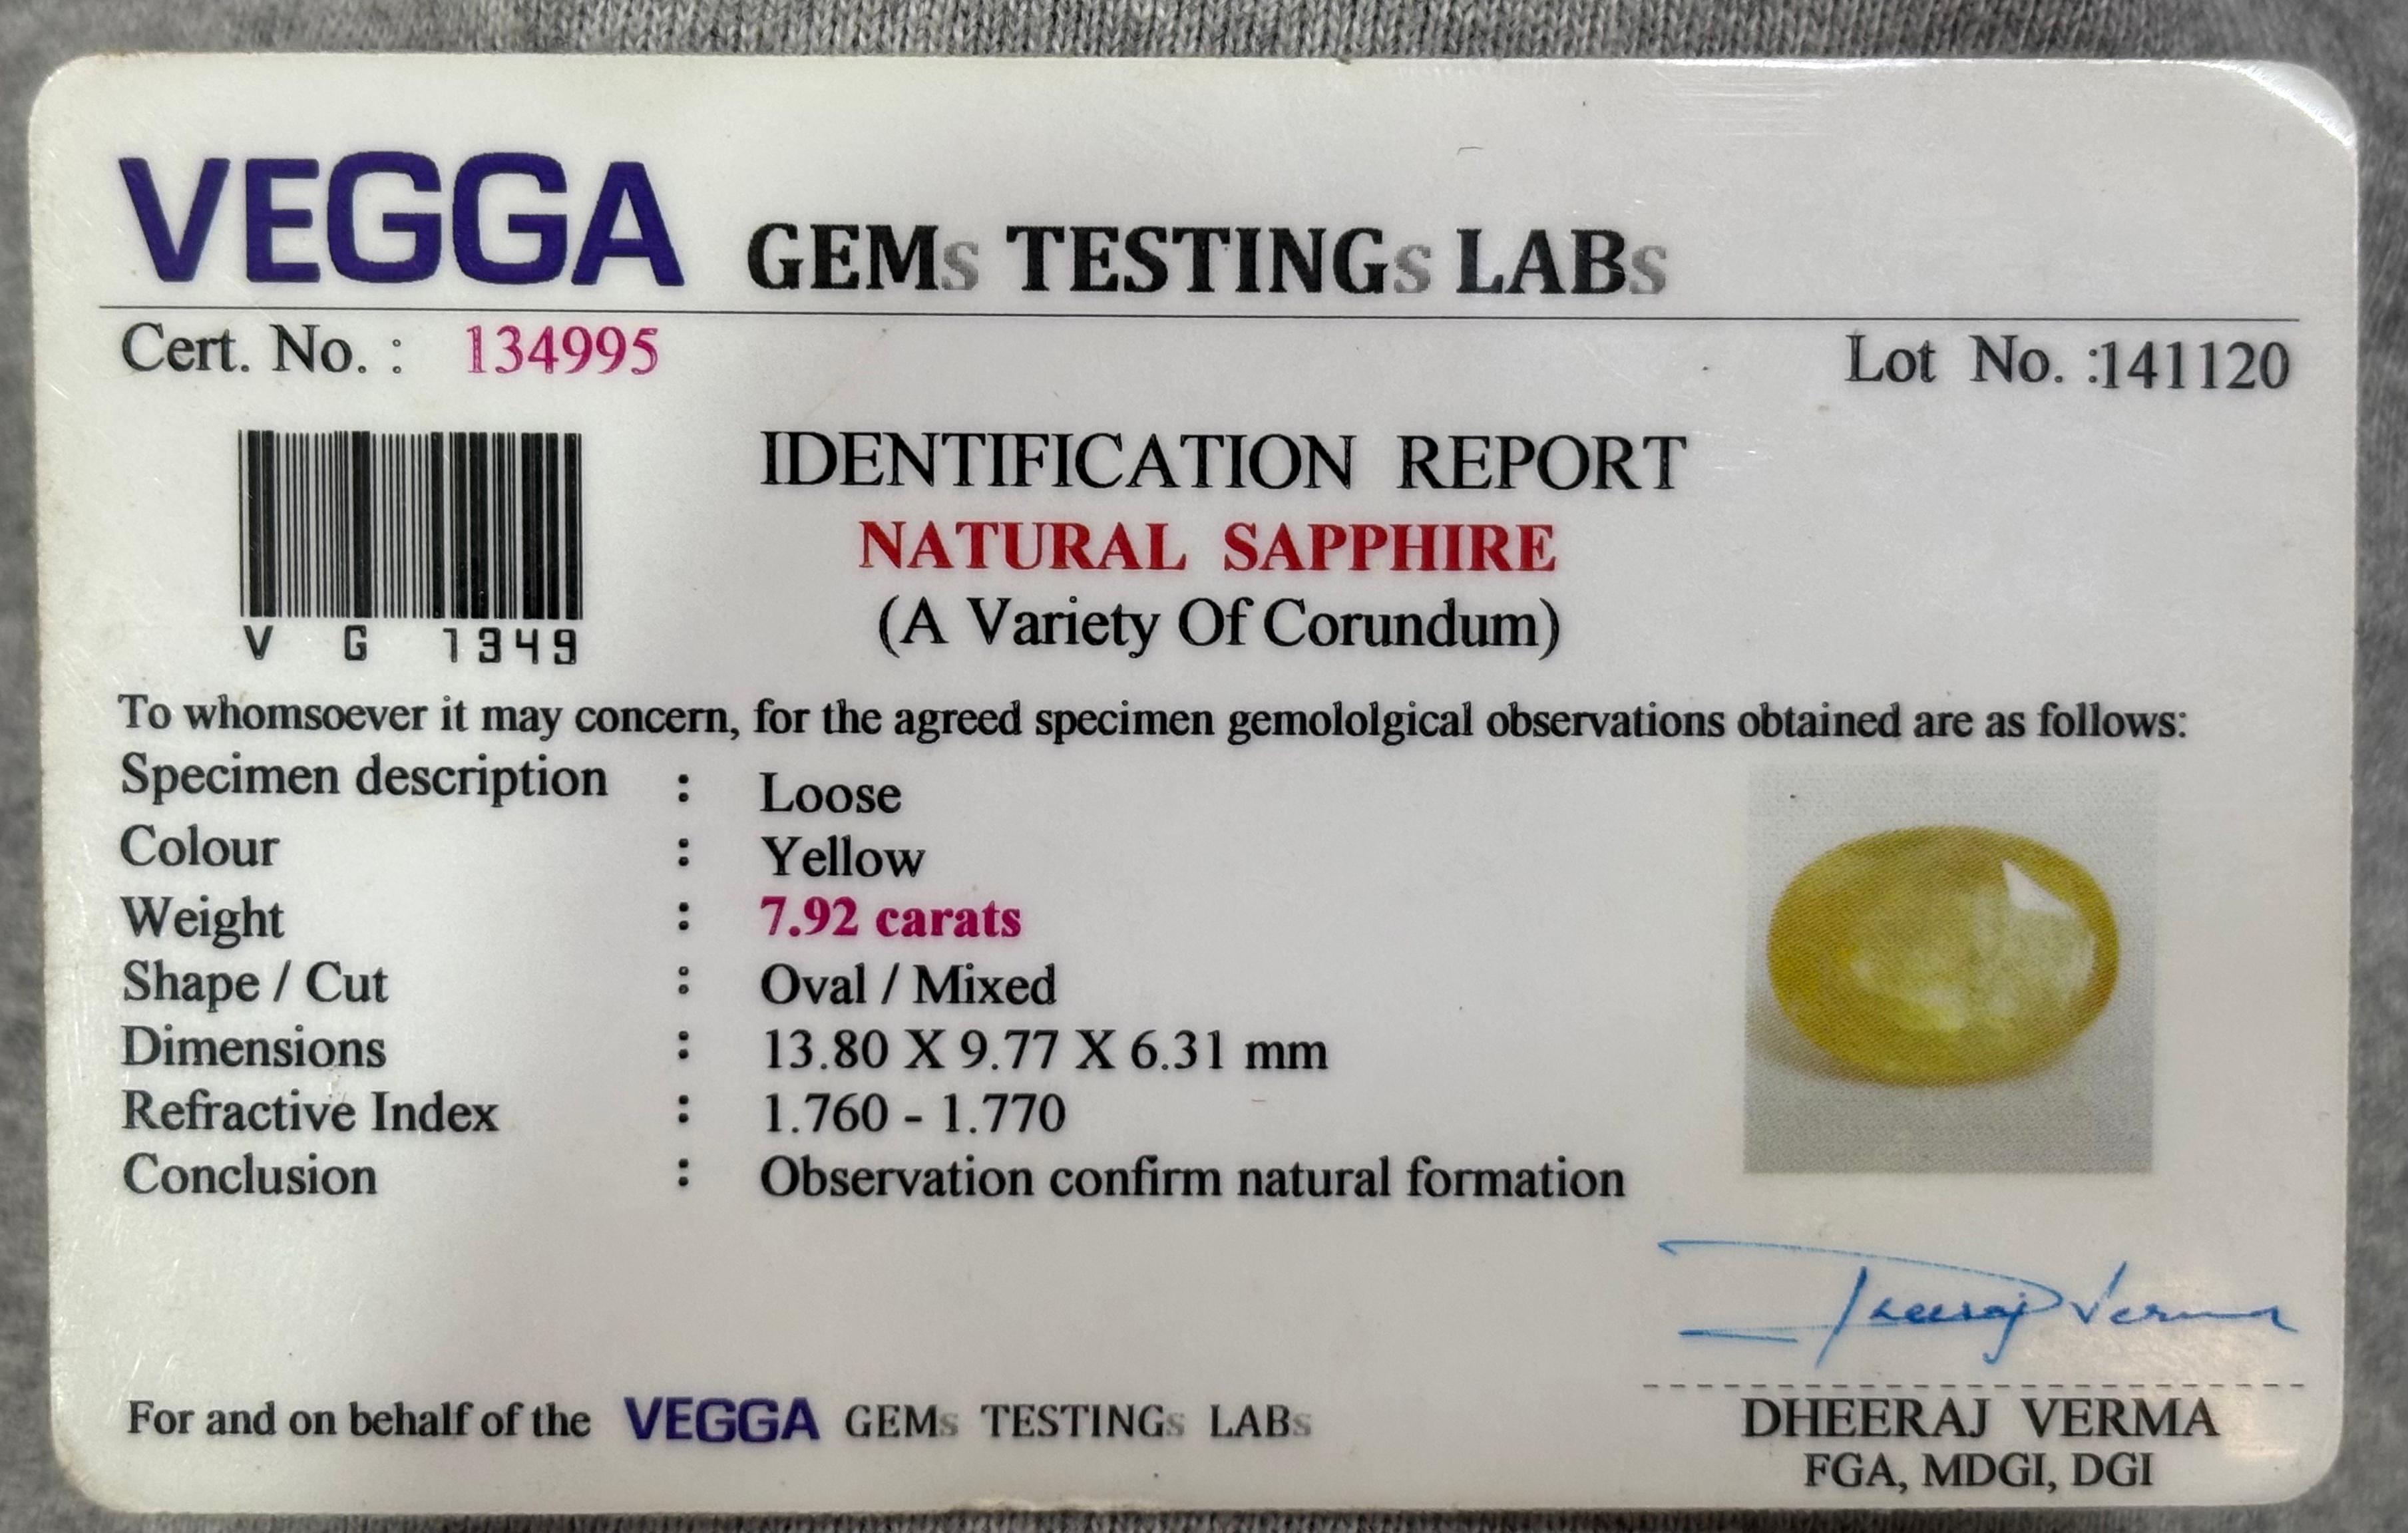 VEGGA GEMs TESTINGs LABs
Cert. No. : 134995
Lot No. :141120
V G 1349
IDENTIFICATION REPORT
NATURAL SAPPHIRE
(A Variety Of Corundum)
To whomsoever it may concern, for the agreed specimen gemololgical observations obtained are as follows:
Specimen description : Loose
Colour : Yellow
Weight : 7.92 carats
Shape / Cut : Oval / Mixed
Dimensions : 13.80 X 9.77 X 6.31 mm
Refractive Index : 1.760 - 1.770
Conclusion : Observation confirm natural formation
Dheeraj Verma
For and on behalf of the VEGGA GEMs TESTINGs LABs
DHEERAJ VERMA
FGA, MDGI, DGI